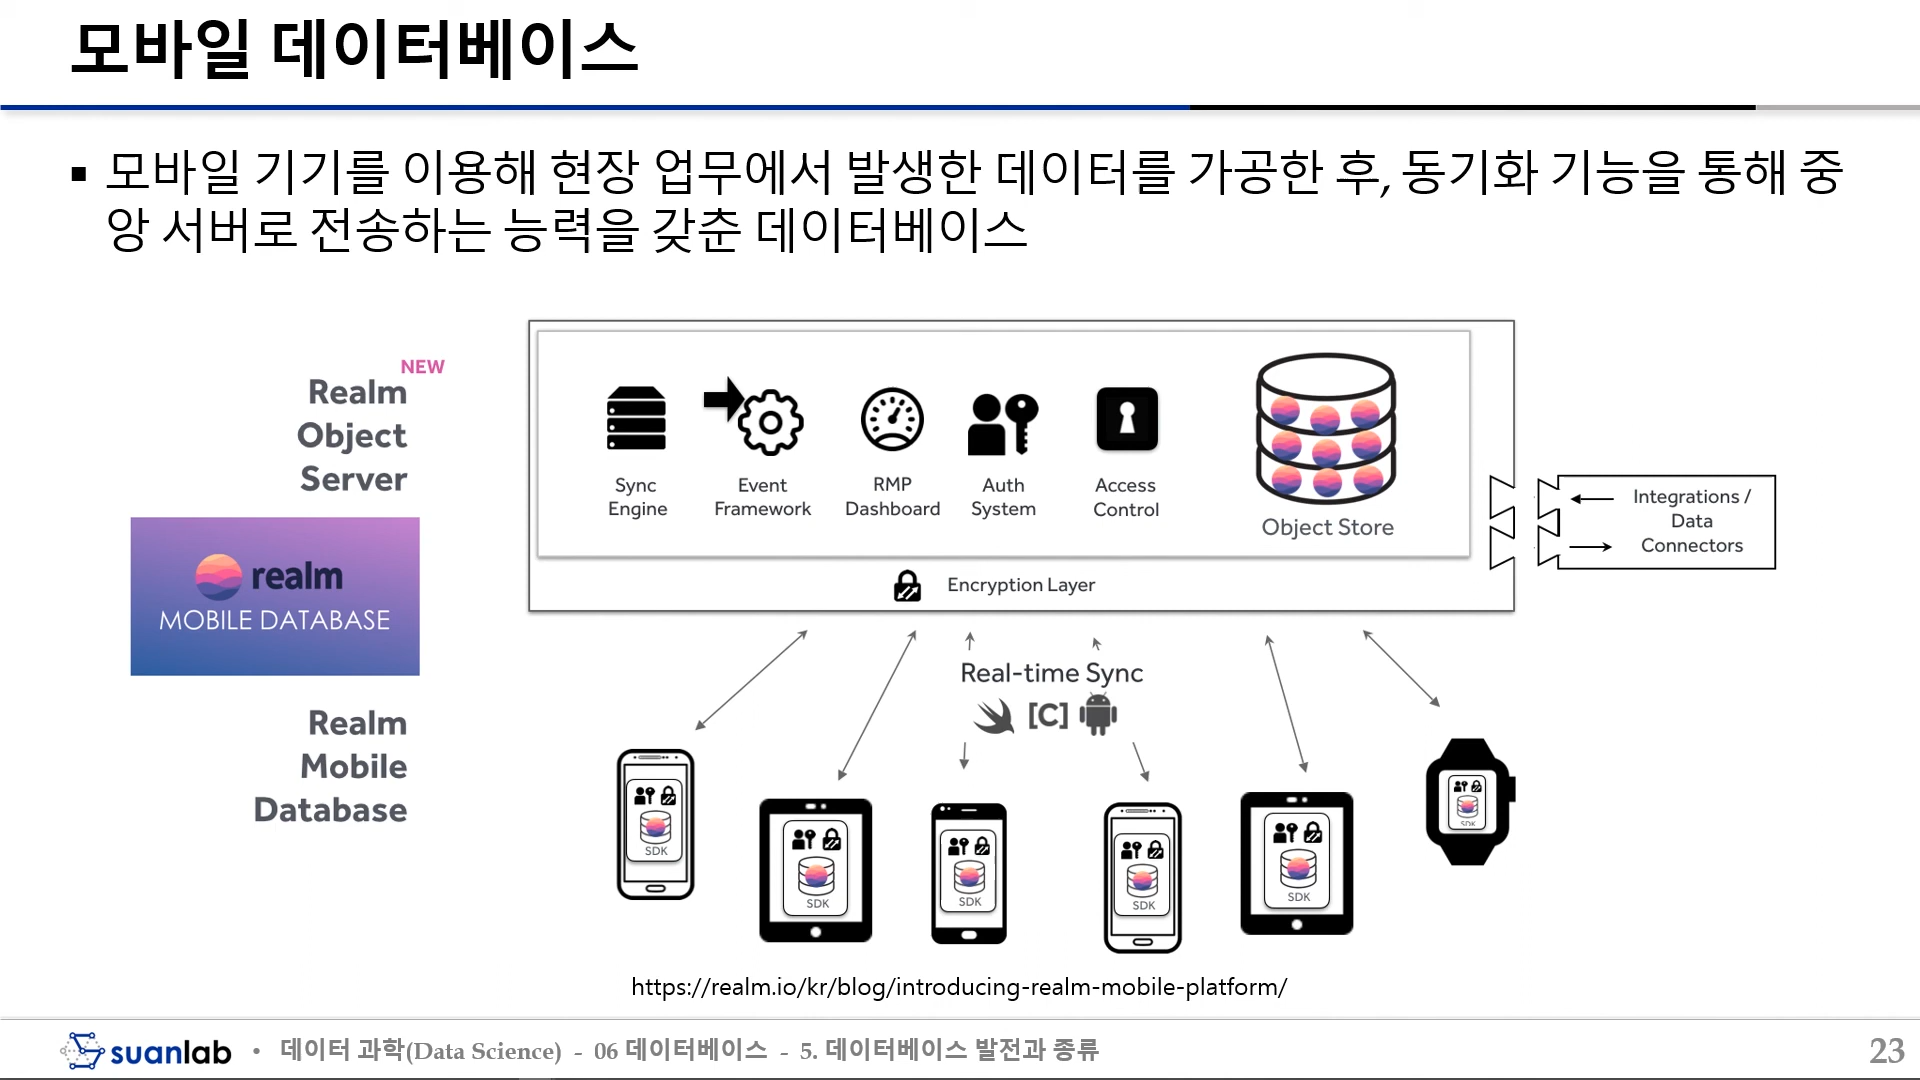 모바일 데이터베이스
▪ 모바일 기기를 이용해 현장 업무에서 발생한 데이터를 가공한 후, 동기화 기능을 통해 중
앙 서버로 전송하는 능력을 갖춘 데이터베이스
NEW
Realm
Object
Server
realm
MOBILE DATABASE
Realm
Mobile
Database
Sync
Engine
Event
Framework
RMP
Dashboard
Auth
System
Access
Control
Object Store
Encryption Layer
Integrations /
Data
Connectors
Real-time Sync
[C]
SDK
SDK
SDK
SDK
SDK
SDK
https://realm.io/kr/blog/introducing-realm-mobile-platform/
suanlab • 데이터 과학(Data Science) - 06 데이터베이스 - 5. 데이터베이스 발전과 종류
23